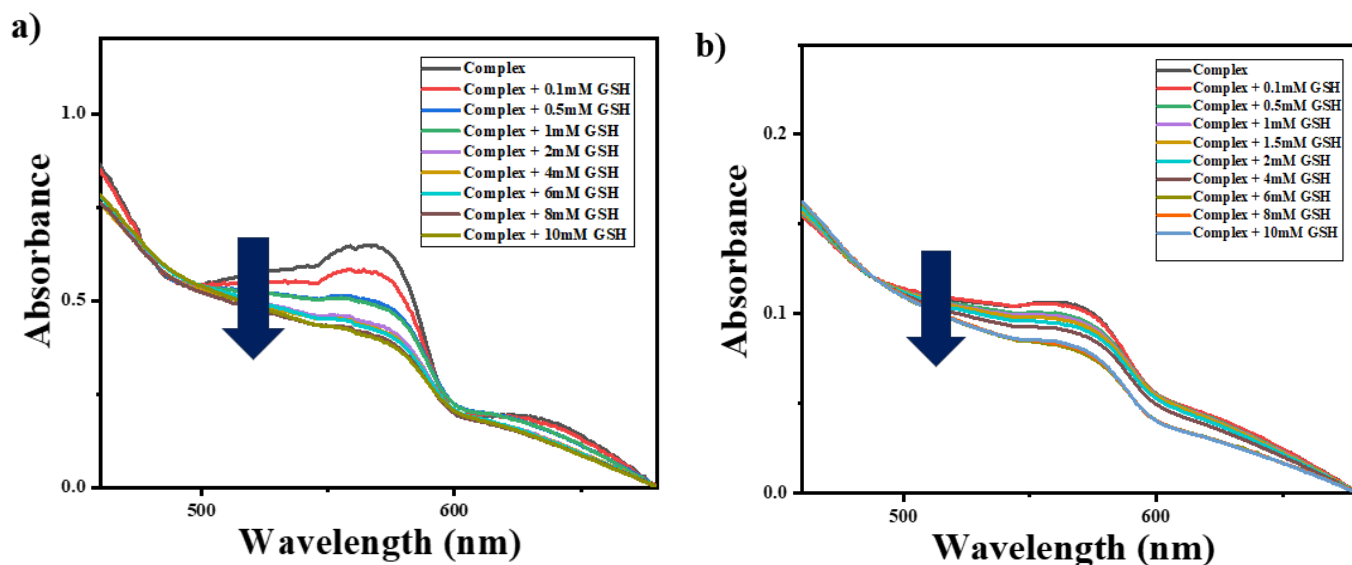 a)
Absorbance
1.0
0.5
0.0
500
600
Wavelength (nm)
Complex
Complex + 0.1mM GSH
Complex + 0.5mM GSH
Complex + 1mM GSH
Complex + 2mM GSH
Complex + 4mM GSH
Complex + 6mM GSH
Complex + 8mM GSH
Complex + 10mM GSH
b)
Absorbance
0.2
0.1
0.0
500
600
Wavelength (nm)
Complex
Complex + 0.1mM GSH
Complex + 0.5mM GSH
Complex + 1mM GSH
Complex + 1.5mM GSH
Complex + 2mM GSH
Complex + 4mM GSH
Complex + 6mM GSH
Complex + 8mM GSH
Complex + 10mM GSH